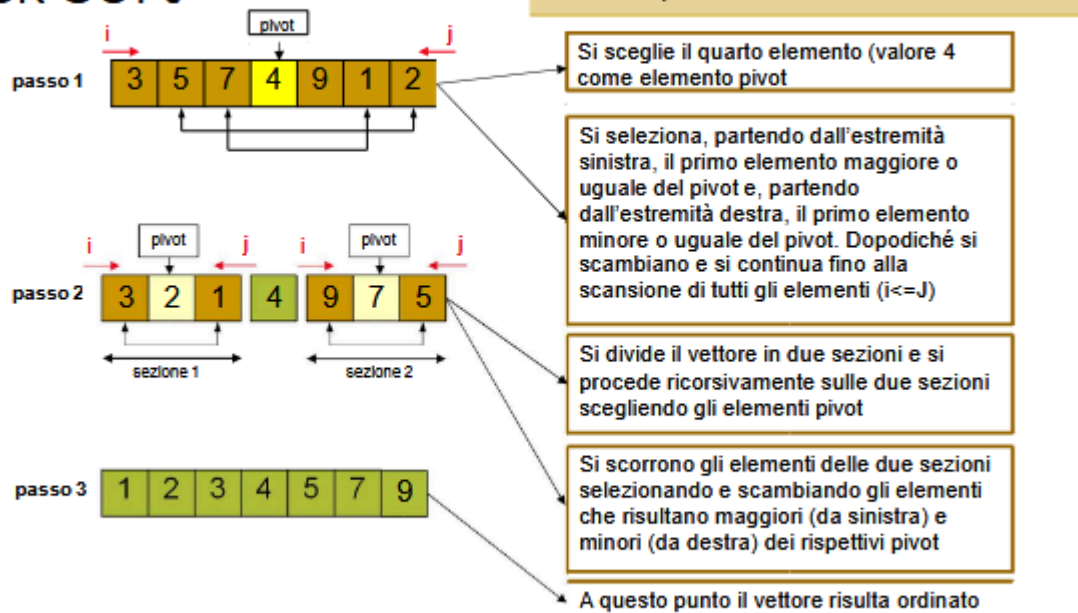 pivot
i
j
passo 1
3 5 7 4 9 1 2
Si sceglie il quarto elemento (valore 4
come elemento pivot
Si seleziona, partendo dall'estremità
sinistra, il primo elemento maggiore o
uguale del pivot e, partendo
dall'estremità destra, il primo elemento
minore o uguale del pivot. Dopodiché si
scambiano e si continua fino alla
scansione di tutti gli elementi (i<=J)
i
pivot
j
i
pivot
j
passo 2
3 2 1 4 9 7 5
sezione 1
sezione 2
Si divide il vettore in due sezioni e si
procede ricorsivamente sulle due sezioni
scegliendo gli elementi pivot
Si scorrono gli elementi delle due sezioni
selezionando e scambiando gli elementi
che risultano maggiori (da sinistra) e
minori (da destra) dei rispettivi pivot
passo 3
1 2 3 4 5 7 9
A questo punto il vettore risulta ordinato